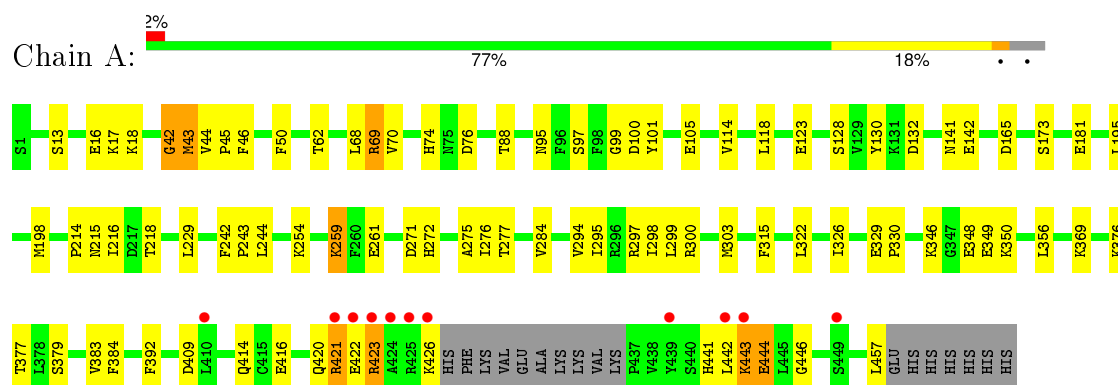 2%
Chain A:
77% 18% • •
S1 S13 E16 K17 K18 G42 M43 V44 P45 F46 F50 T62 L68 R69 V70 H74 N75 D76 T88 N95 F96 S97 F98 G99 D100 Y101 E105 V114 L118 E123 S128 V129 Y130 K131 D132 N141 E142 D165 S173 E181 L195
M198 P214 N215 I216 D217 T218 L229 F242 P243 L244 K254 K259 F260 E261 D271 H272 A275 I276 T277 V284 V294 I295 R296 R297 I298 L299 R300 M303 F315 L322 I326 E329 P330 K346 G347 E348 E349 K350 L356 K369 K376
T377 L378 S379 V383 F384 F392 D409 L410 Q414 C415 E416 Q420 R421 E422 R423 A424 R425 K426 HIS PHE LYS VAL GLU ALA LYS LYS VAL LYS P437 V438 Y439 S440 H441 L442 K443 E444 L445 G446 S449 L457 GLU HIS HIS HIS HIS HIS HIS